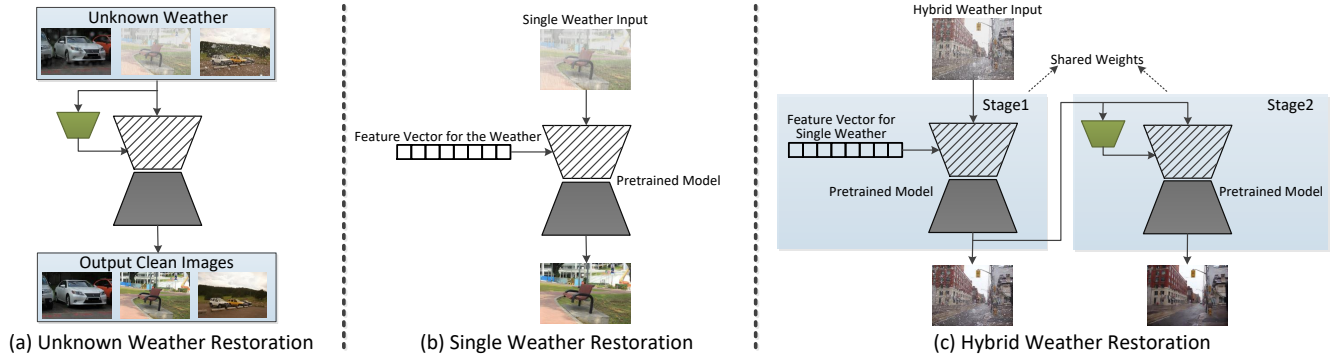 Unknown Weather
Output Clean Images
(a) Unknown Weather Restoration
Single Weather Input
Feature Vector for the Weather
Pretrained Model
(b) Single Weather Restoration
Hybrid Weather Input
Shared Weights
Stage1
Stage2
Feature Vector for
Single Weather
Pretrained Model
Pretrained Model
(c) Hybrid Weather Restoration